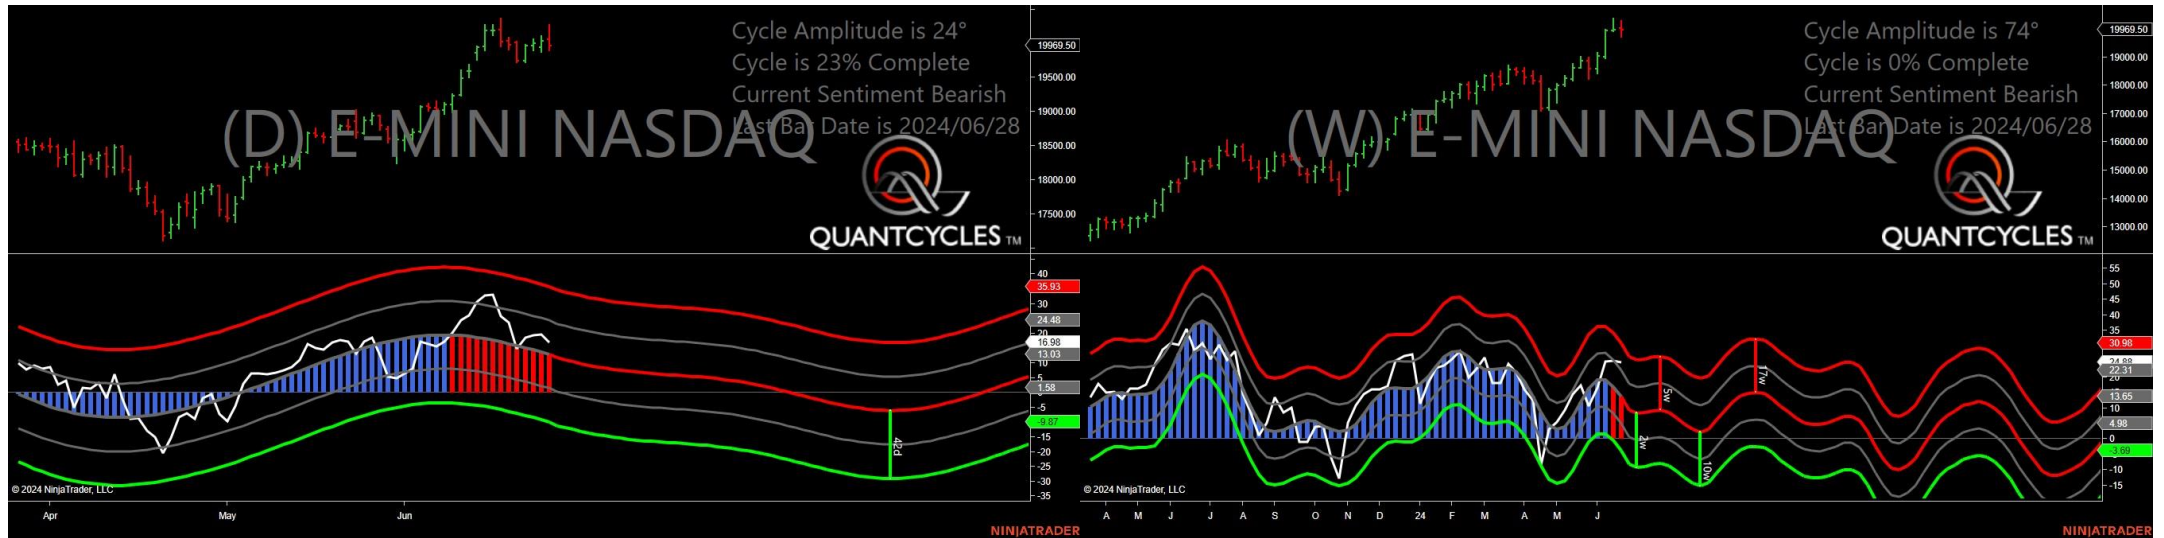 Cycle Amplitude is 24°
Cycle is 23% Complete
Current Sentiment Bearish
Last Bar Date is 2024/06/28
(D) E-MINI NASDAQ
QUANTCYCLES TM
19969.50
19500.00
19000.00
18500.00
18000.00
17500.00
40
35.93
30
24.48
20
16.98
13.03
10
5
1.58
-5
-9.87
-15
-20
-25
-30
-35
42d
© 2024 NinjaTrader, LLC
Apr May Jun
NINJATRADER
Cycle Amplitude is 74°
Cycle is 0% Complete
Current Sentiment Bearish
Last Bar Date is 2024/06/28
(W) E-MINI NASDAQ
QUANTCYCLES TM
19969.50
19000.00
18000.00
17000.00
16000.00
15000.00
14000.00
13000.00
55
50
45
40
35
30.98
24.88
22.31
20
13.65
10
4.98
0
-3.69
-10
-15
5w
17w
2w
10w
© 2024 NinjaTrader, LLC
A M J J A S O N D 24 F M A M J
NINJATRADER